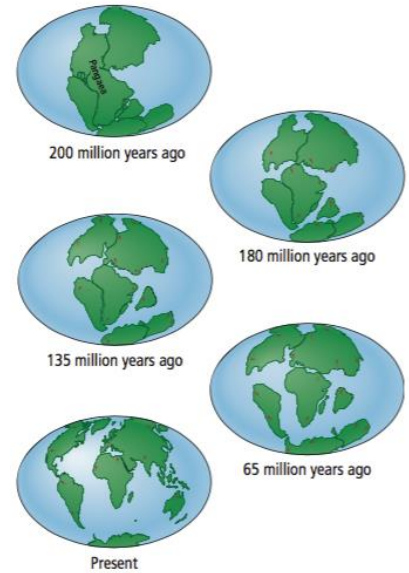 Pangaea
200 million years ago
180 million years ago
135 million years ago
65 million years ago
Present